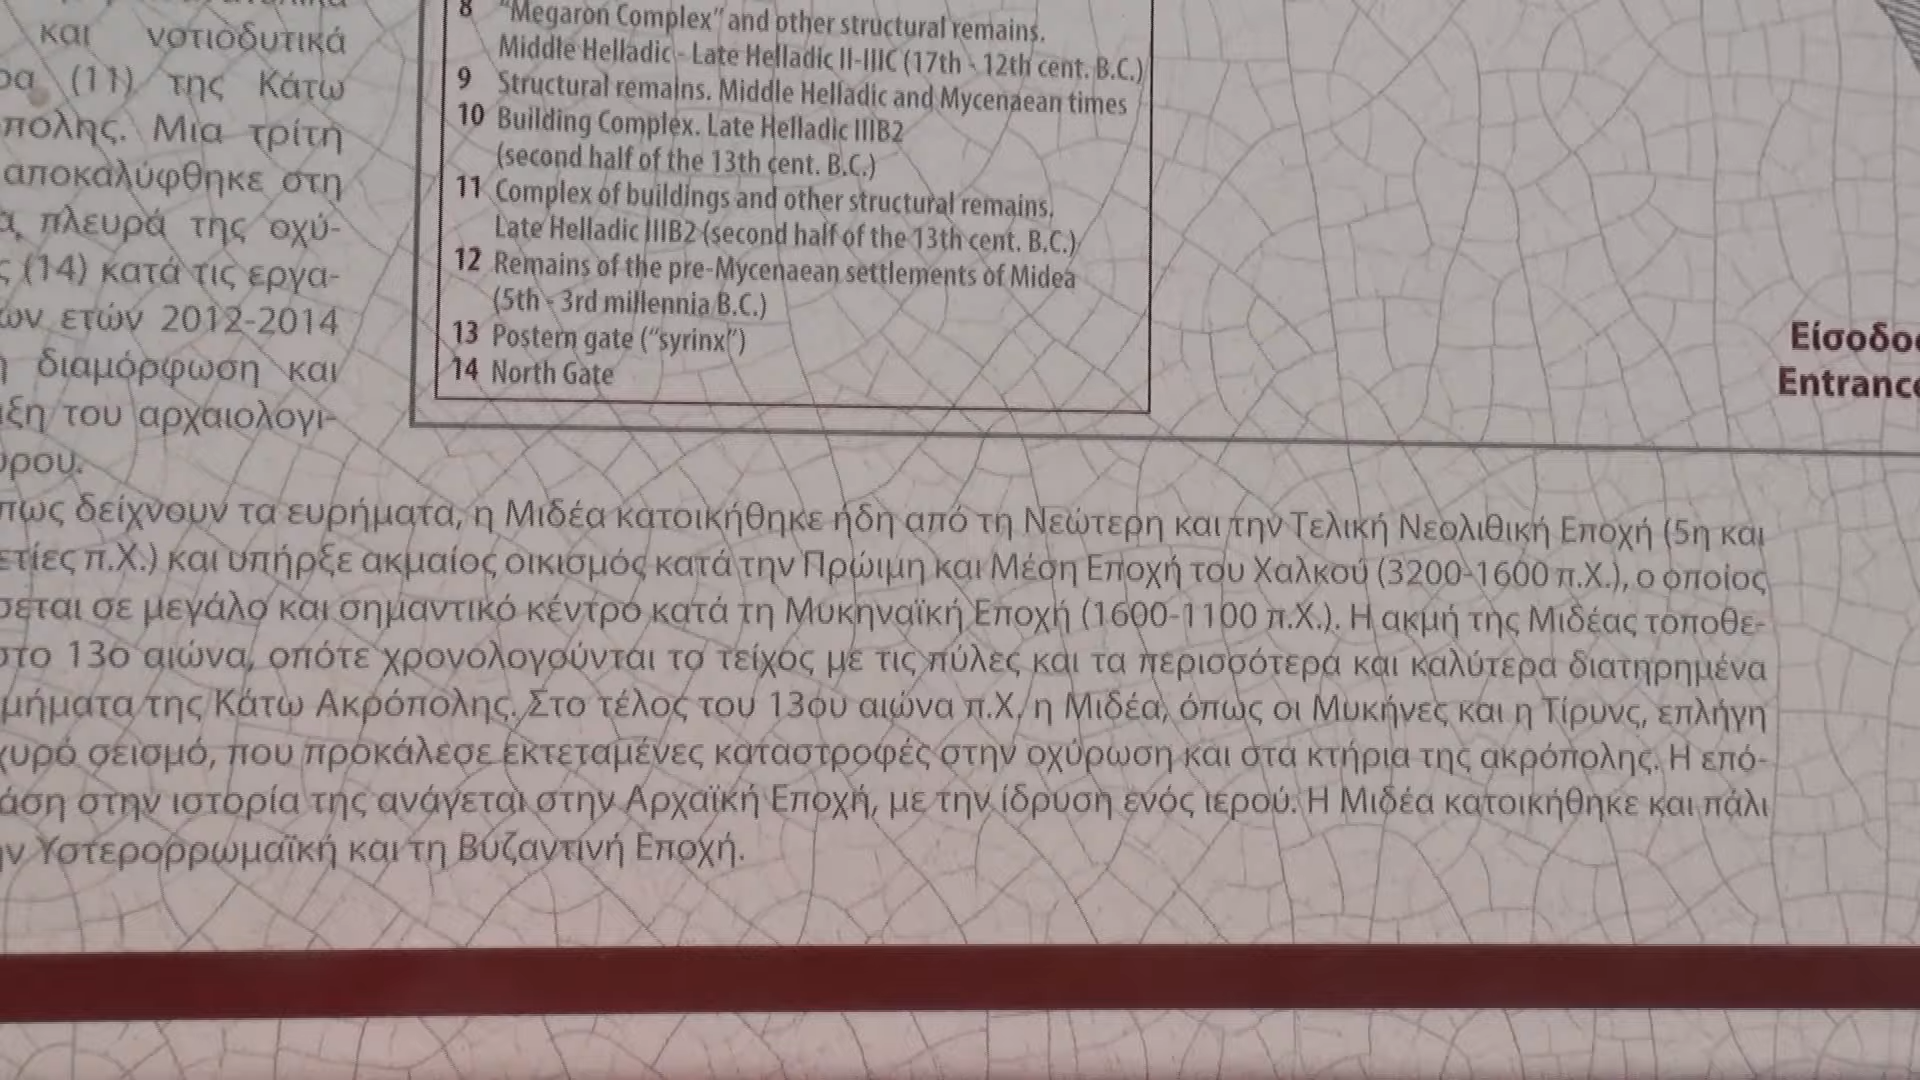 και νοτιοδυτικά
(11) της Κάτω
πολης. Μια τρίτη
αποκαλύφθηκε στη
πλευρά της οχύ-
(14) κατά τις εργα-
ων ετών 2012-2014
διαμόρφωση και
ξη του αρχαιολογι-
ρου.
8 "Megaron Complex" and other structural remains.
Middle Helladic - Late Helladic II-IIIC (17th - 12th cent. B.C.)
9 Structural remains. Middle Helladic and Mycenaean times
10 Building Complex. Late Helladic IIIB2
(second half of the 13th cent. B.C.)
11 Complex of buildings and other structural remains.
Late Helladic IIIB2 (second half of the 13th cent. B.C.)
12 Remains of the pre-Mycenaean settlements of Midea
(5th - 3rd millennia B.C.)
13 Postern gate ("syrinx")
14 North Gate
Είσοδο
Entranc
πως δείχνουν τα ευρήματα, η Μιδέα κατοικήθηκε ήδη από τη Νεώτερη και την Τελική Νεολιθική Εποχή (5η και
ετίες π.Χ.) και υπήρξε ακμαίος οικισμός κατά την Πρώιμη και Μέση Εποχή του Χαλκού (3200-1600 π.Χ.), ο οποίος
σεται σε μεγάλο και σημαντικό κέντρο κατά τη Μυκηναϊκή Εποχή (1600-1100 π.Χ.). Η ακμή της Μιδέας τοποθε-
στο 13ο αιώνα, οπότε χρονολογούνται το τείχος με τις πύλες και τα περισσότερα και καλύτερα διατηρημένα
μήματα της Κάτω Ακρόπολης. Στο τέλος του 13ου αιώνα π.Χ. η Μιδέα, όπως οι Μυκήνες και η Τίρυνς, επλήγη
χυρό σεισμό, που προκάλεσε εκτεταμένες καταστροφές στην οχύρωση και στα κτήρια της ακρόπολης. Η επό-
άση στην ιστορία της ανάγεται στην Αρχαϊκή Εποχή, με την ίδρυση ενός ιερού. Η Μιδέα κατοικήθηκε και πάλι
ην Υστερορρωμαϊκή και τη Βυζαντινή Εποχή.